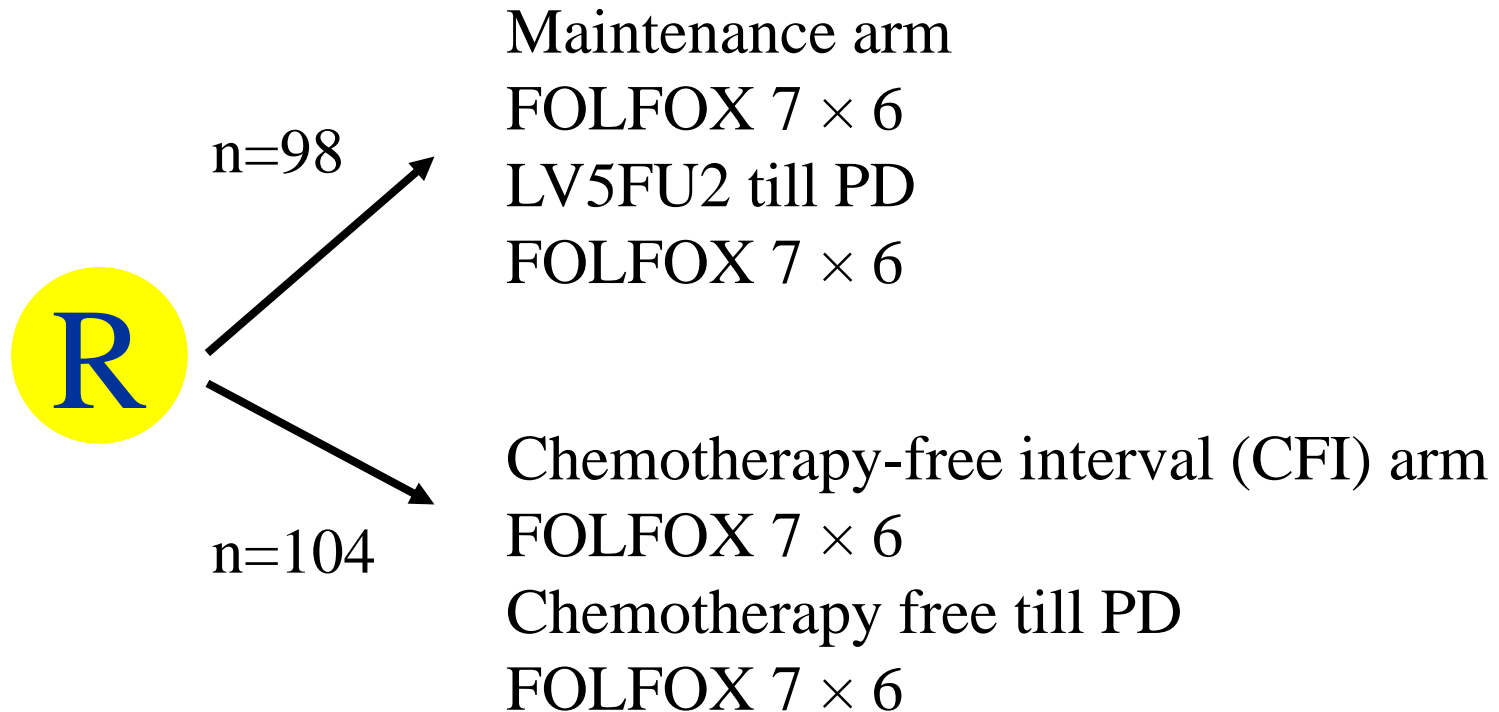 Maintenance arm
FOLFOX 7 × 6
LV5FU2 till PD
FOLFOX 7 × 6
n=98
R
Chemotherapy-free interval (CFI) arm
FOLFOX 7 × 6
Chemotherapy free till PD
FOLFOX 7 × 6
n=104